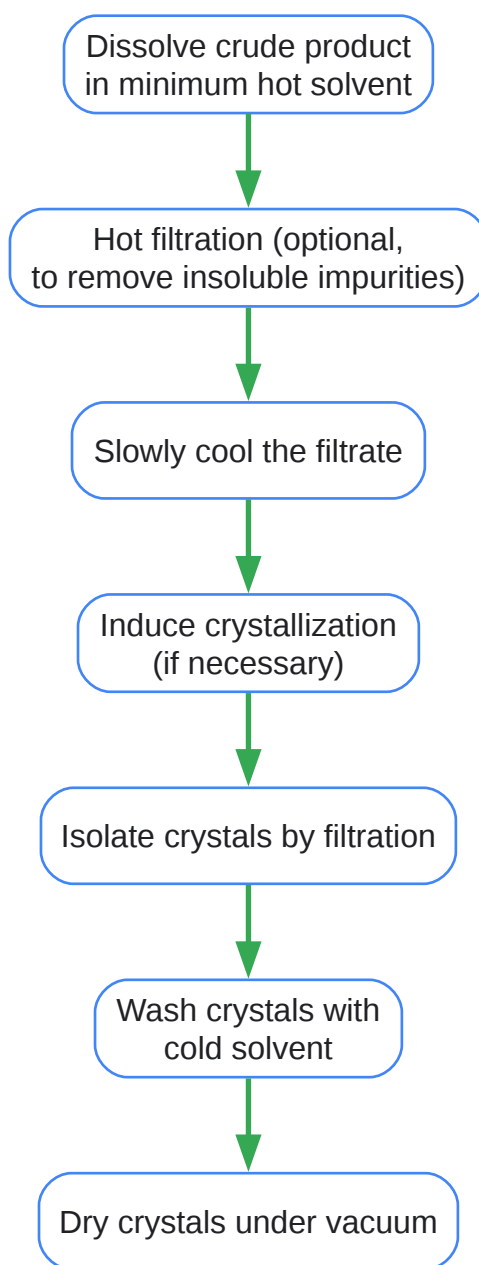 Dissolve crude product
in minimum hot solvent
Hot filtration (optional,
to remove insoluble impurities)
Slowly cool the filtrate
Induce crystallization
(if necessary)
Isolate crystals by filtration
Wash crystals with
cold solvent
Dry crystals under vacuum